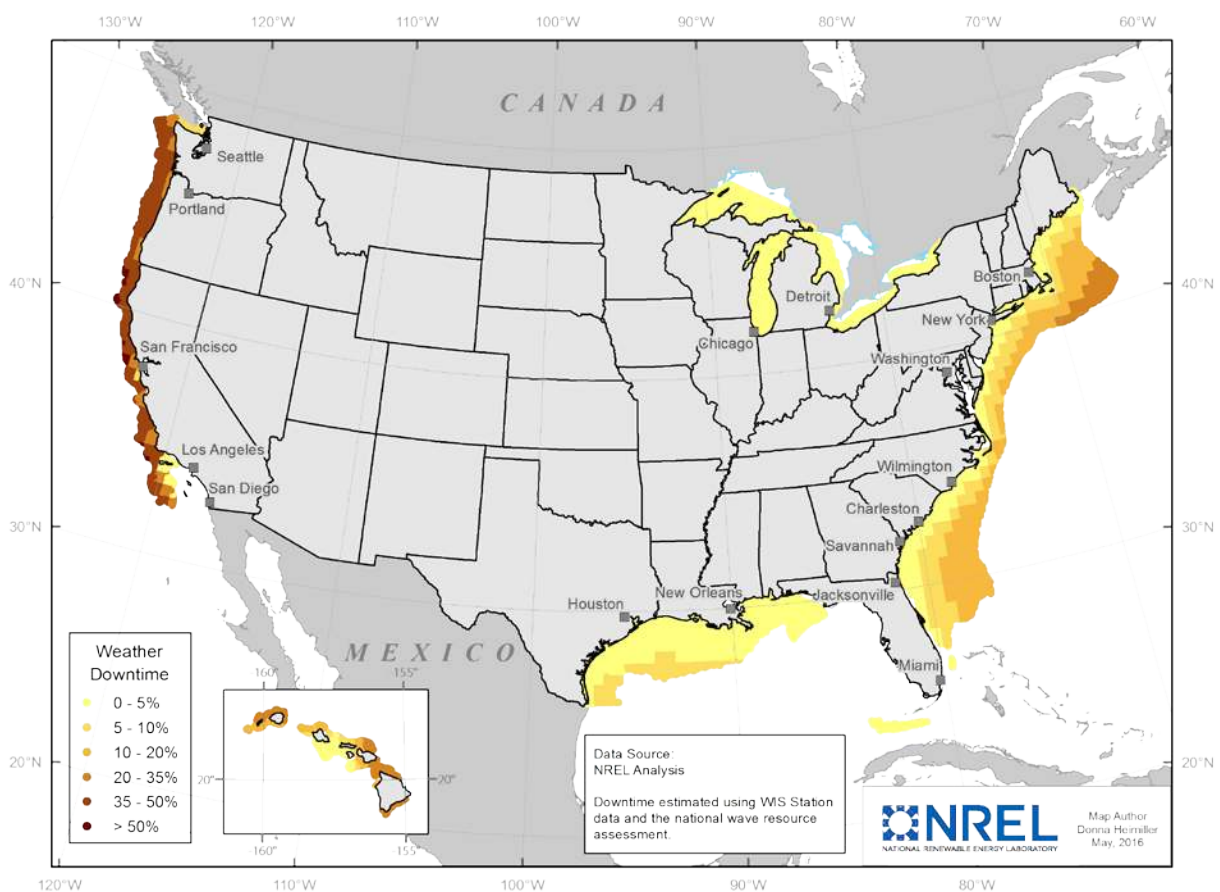 130°W
120°W
110°W
100°W
90°W
80°W
70°W
60°W
CANADA
Seattle
Portland
40°N
40°N
Boston
Detroit
New York
Chicago
San Francisco
Washington
Los Angeles
Wilmington
San Diego
Charleston
30°N
30°N
Savannah
New Orleans
Jacksonville
Houston
MEXICO
Miami
Weather
Downtime
0 - 5%
5 - 10%
10 - 20%
20 - 35%
35 - 50%
> 50%
160°
155°
20°
20°
160°
155°
20°N
20°N
Data Source:
NREL Analysis
Downtime estimated using WIS Station
data and the national wave resource
assessment.
NREL
NATIONAL RENEWABLE ENERGY LABORATORY
Map Author
Donna Heimiller
May, 2016
120°W
110°W
100°W
90°W
80°W